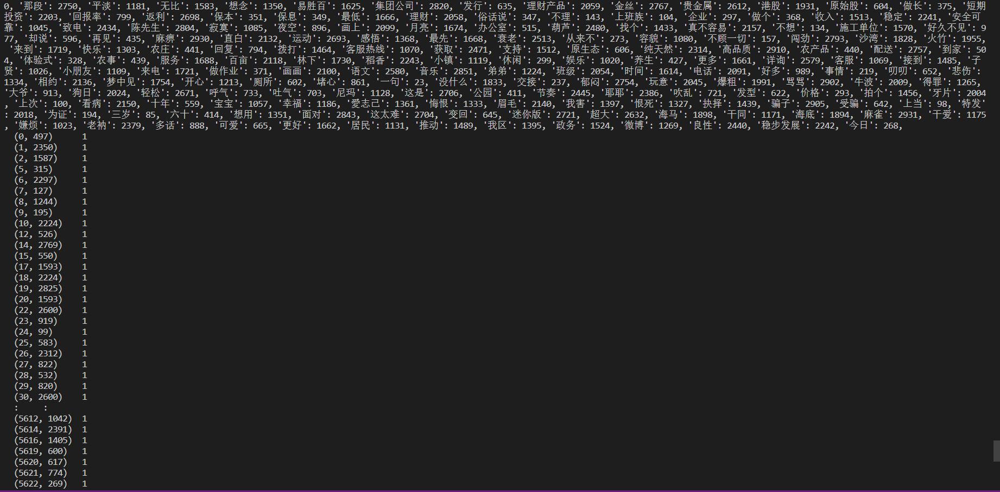 0, '那段': 2750, '平淡': 1181, '无比': 1583, '想念': 1350, '易胜百': 1625, '集团公司': 2820, '发行': 635, '理财产品': 2059, '金丝': 2767, '贵金属': 2612, '港股': 1931, '原始股': 604, '做长': 375, '短期
投资': 2203, '回报率': 799, '返利': 2698, '保本': 351, '保息': 349, '最低': 1666, '理财': 2058, '俗话说': 347, '不理': 143, '上班族': 104, '企业': 297, '做个': 368, '收入': 1513, '稳定': 2241, '安全可
靠': 1045, '致电': 2434, '陈先生': 2804, '寂寞': 1085, '夜空': 896, '画上': 2099, '月亮': 1674, '办公室': 515, '葫芦': 2480, '找个': 1433, '真不容易': 2157, '不想': 134, '施工单位': 1570, '好久不见': 9
77, '却说': 596, '再见': 435, '麻痹': 2930, '直白': 2132, '运动': 2693, '感悟': 1368, '最先': 1668, '衰老': 2513, '从来不': 273, '容貌': 1080, '不顾一切': 157, '闯劲': 2793, '沙湾': 1828, '火竹': 1955,
'来到': 1719, '快乐': 1303, '农庄': 441, '回复': 794, '拨打': 1464, '客服热线': 1070, '获取': 2471, '支持': 1512, '原生态': 606, '纯天然': 2314, '高品质': 2910, '农产品': 440, '配送': 2757, '到家': 50
4, '体验式': 328, '农事': 439, '服务': 1688, '百亩': 2118, '林下': 1730, '稻香': 2243, '小镇': 1119, '休闲': 299, '娱乐': 1020, '养生': 427, '更多': 1661, '详询': 2579, '客服': 1069, '接到': 1485, '子
贤': 1026, '小朋友': 1109, '来电': 1721, '做作业': 371, '画画': 2100, '语文': 2580, '音乐': 2851, '弟弟': 1224, '班级': 2054, '时间': 1614, '电话': 2091, '好多': 989, '事情': 219, '叨叨': 652, '悲伤':
1334, '相约': 2136, '梦中见': 1754, '开心': 1213, '厕所': 602, '堵心': 861, '一句': 23, '没什么': 1833, '交接': 237, '郁闷': 2754, '玩意': 2045, '爆粗': 1991, '骂骂': 2902, '牛波': 2009, '得罪': 1265,
'大爷': 913, '狗日': 2024, '轻松': 2671, '呼气': 733, '吐气': 703, '尼玛': 1128, '这是': 2706, '公园': 411, '节奏': 2445, '耶耶': 2386, '吹乱': 721, '发型': 622, '价格': 293, '拍个': 1456, '牙片': 2004
, '上次': 100, '看病': 2150, '十年': 559, '宝宝': 1057, '幸福': 1186, '愛志己': 1361, '悔恨': 1333, '眉毛': 2140, '我害': 1397, '恨死': 1327, '抉择': 1439, '骗子': 2905, '受骗': 642, '上当': 98, '特发'
: 2018, '为证': 194, '三岁': 85, '六十': 414, '想用': 1351, '面对': 2843, '这太难': 2704, '变回': 645, '迷你版': 2721, '超大': 2632, '海马': 1898, '干同': 1171, '海底': 1894, '麻雀': 2931, '干爱': 1175
, '嫌烦': 1023, '老衲': 2379, '多话': 888, '可爱': 665, '更好': 1662, '居民': 1131, '推动': 1489, '我区': 1395, '政务': 1524, '微博': 1269, '良性': 2440, '稳步发展': 2242, '今日': 268,
(0, 497) 1
(1, 2350) 1
(2, 1587) 1
(5, 315) 1
(6, 2297) 1
(7, 127) 1
(8, 1244) 1
(9, 195) 1
(10, 2224) 1
(12, 526) 1
(14, 2769) 1
(15, 550) 1
(17, 1593) 1
(18, 2224) 1
(19, 2825) 1
(20, 1593) 1
(22, 2600) 1
(23, 919) 1
(24, 99) 1
(25, 583) 1
(26, 2312) 1
(27, 822) 1
(28, 532) 1
(29, 820) 1
(30, 2600) 1
: :
(5612, 1042) 1
(5614, 2391) 1
(5616, 1405) 1
(5619, 600) 1
(5620, 617) 1
(5621, 774) 1
(5622, 269) 1